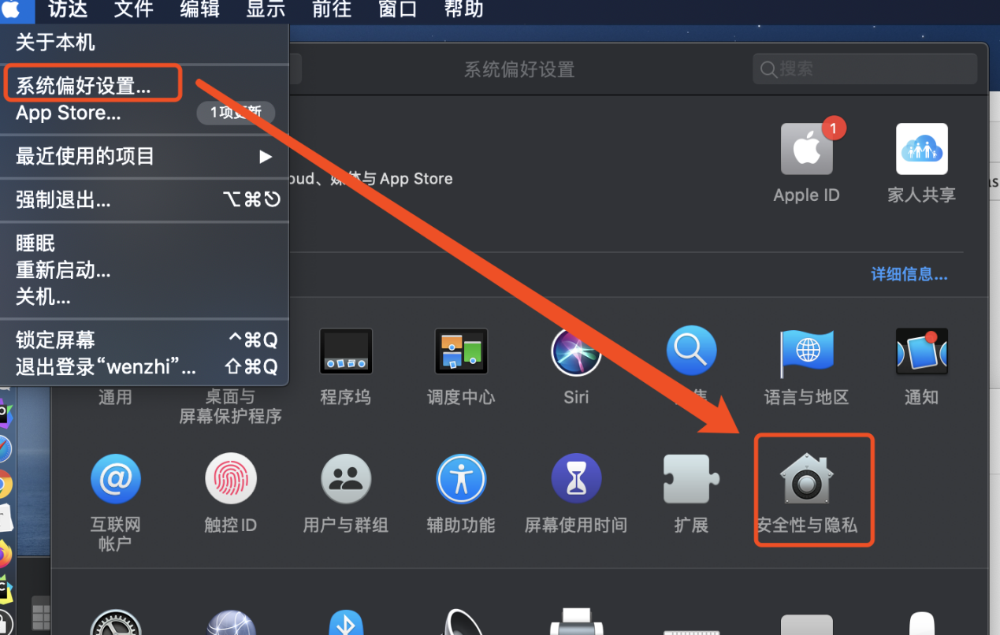 访达 文件 编辑 显示 前往 窗口 帮助
关于本机
系统偏好设置...
App Store... 1项更新
最近使用的项目 ▶
强制退出... ⌥⌘⎋
睡眠
重新启动...
关机...
锁定屏幕 ^⌘Q
退出登录“wenzhi”... ⇧⌘Q
系统偏好设置
搜索
oud、媒体与 App Store
1
Apple ID
家人共享
详细信息...
通用
桌面与
屏幕保护程序
程序坞
调度中心
Siri
语言与地区
通知
互联网
帐户
触控 ID
用户与群组
辅助功能
屏幕使用时间
扩展
安全性与隐私